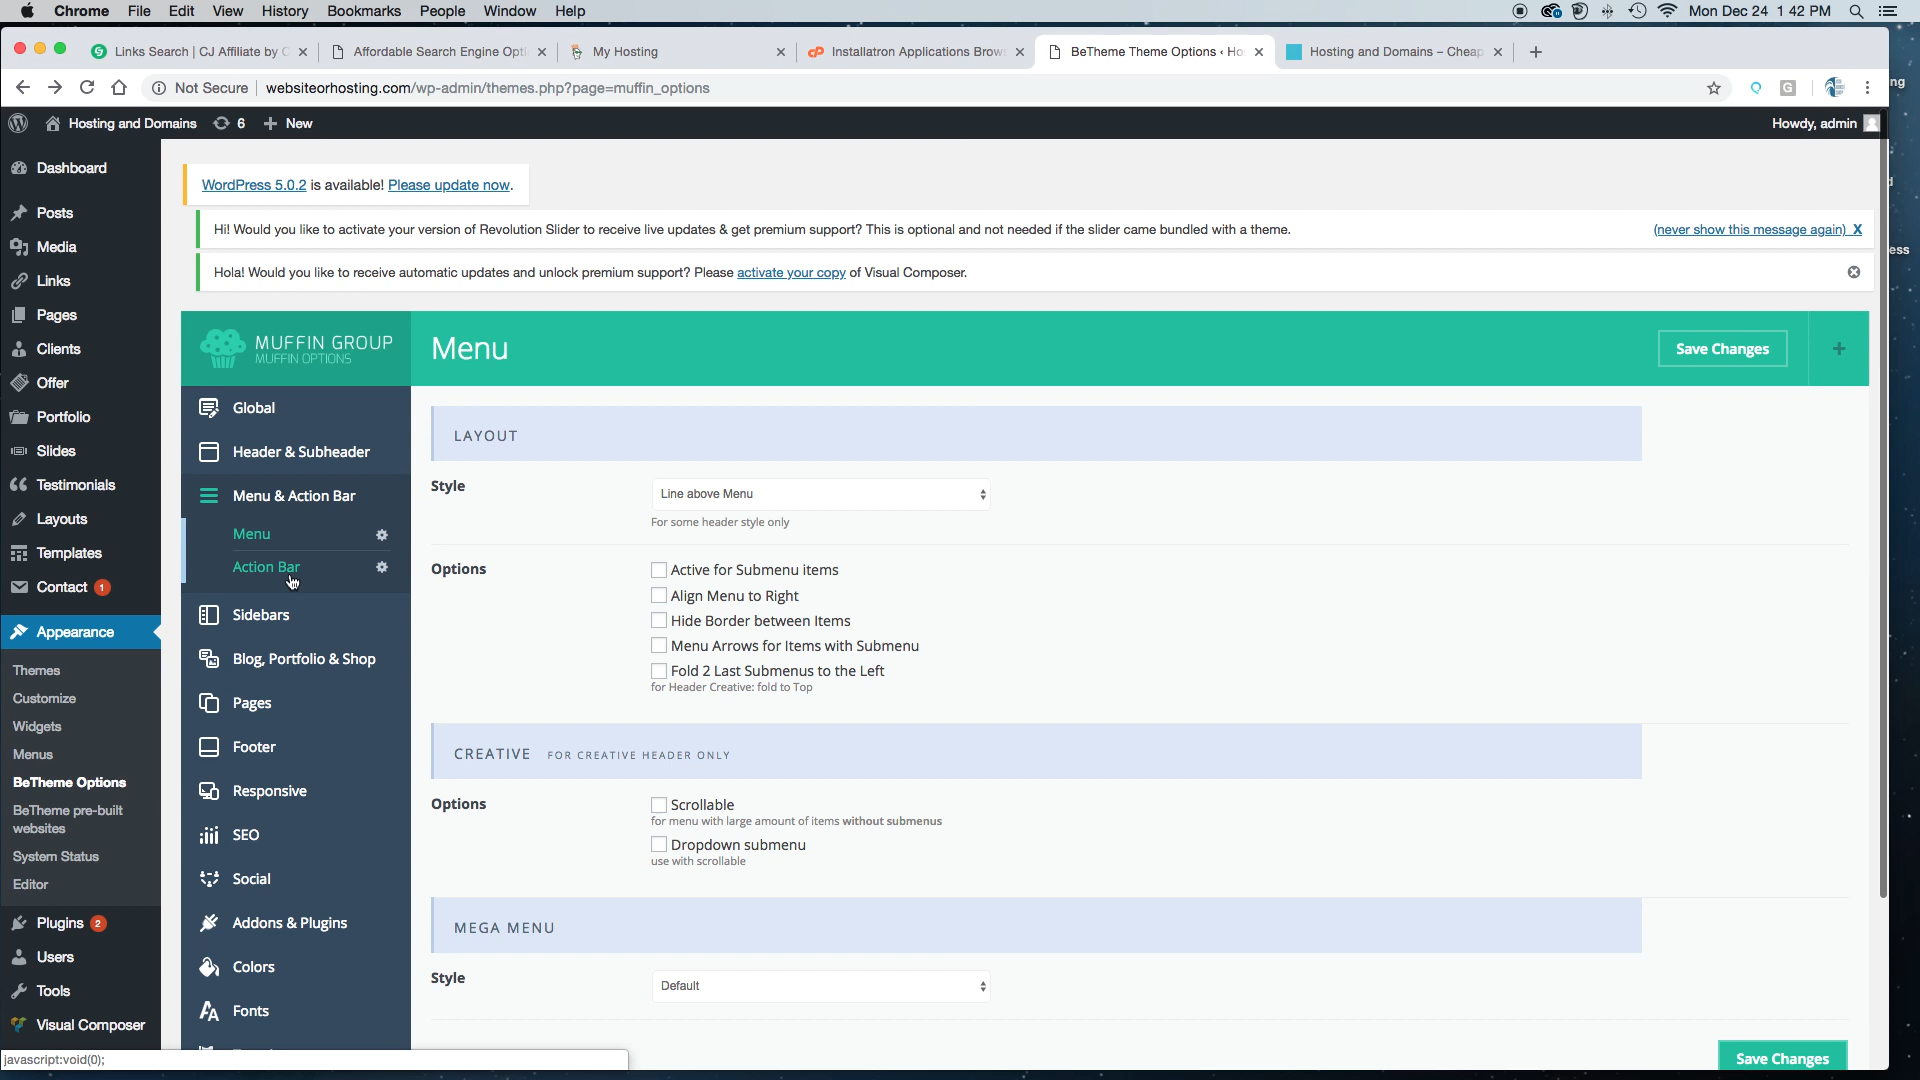 Chrome File Edit View History Bookmarks People Window Help Mon Dec 24 1 42 PM
Links Search | CJ Affiliate by C Affordable Search Engine Opti My Hosting Installatron Applications Brow BeTheme Theme Options ‹ Ho Hosting and Domains – Cheap
Not Secure websiteorhosting.com/wp-admin/themes.php?page=muffin_options
ng
Hosting and Domains 6 + New Howdy, admin
Dashboard
Posts
Media
Links
Pages
Clients
Offer
Portfolio
Slides
Testimonials
Layouts
Templates
Contact 1
Appearance
Themes
Customize
Widgets
Menus
BeTheme Options
BeTheme pre-built
websites
System Status
Editor
Plugins 2
Users
Tools
Visual Composer
javascript:void(0);
WordPress 5.0.2 is available! Please update now.
Hi! Would you like to activate your version of Revolution Slider to receive live updates & get premium support? This is optional and not needed if the slider came bundled with a theme. (never show this message again) X
ess
Hola! Would you like to receive automatic updates and unlock premium support? Please activate your copy of Visual Composer.
MUFFIN GROUP
MUFFIN OPTIONS
Menu
Save Changes
+
Global
Header & Subheader
Menu & Action Bar
Menu
Action Bar
Sidebars
Blog, Portfolio & Shop
Pages
Footer
Responsive
SEO
Social
Addons & Plugins
Colors
Fonts
LAYOUT
Style Line above Menu
For some header style only
Options Active for Submenu items
Align Menu to Right
Hide Border between Items
Menu Arrows for Items with Submenu
Fold 2 Last Submenus to the Left
for Header Creative: fold to Top
CREATIVE FOR CREATIVE HEADER ONLY
Options Scrollable
for menu with large amount of items without submenus
Dropdown submenu
use with scrollable
MEGA MENU
Style Default
Save Changes